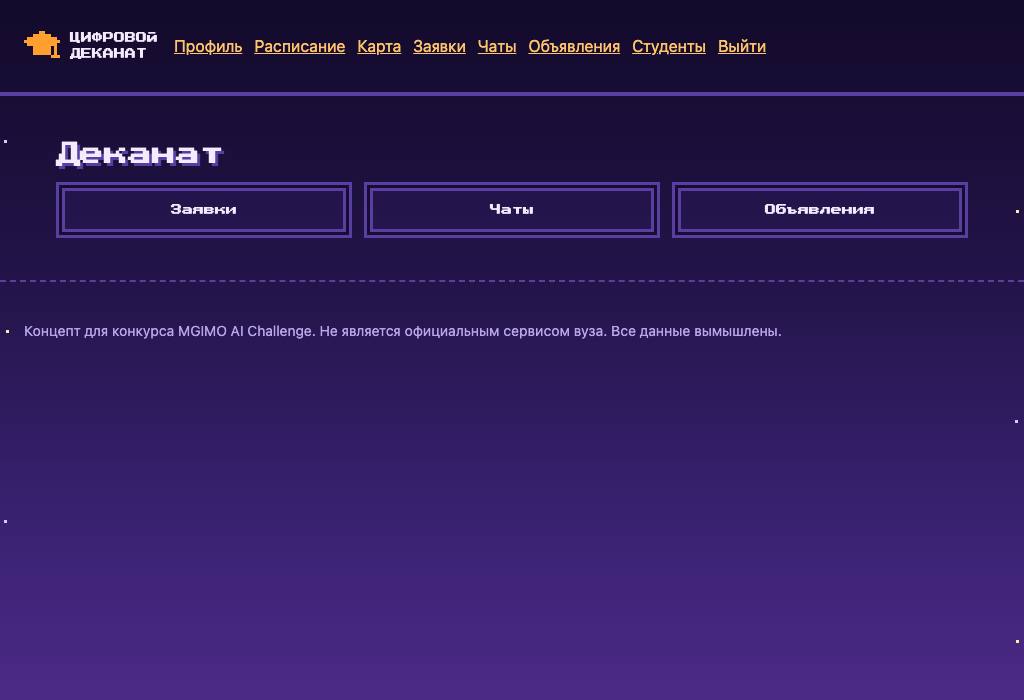 ЦИФРОВОЙ
ДЕКАНАТ
Профиль Расписание Карта Заявки Чаты Объявления Студенты Выйти
Деканат
Заявки Чаты Объявления
Концепт для конкурса MGIMO AI Challenge. Не является официальным сервисом вуза. Все данные вымышлены.